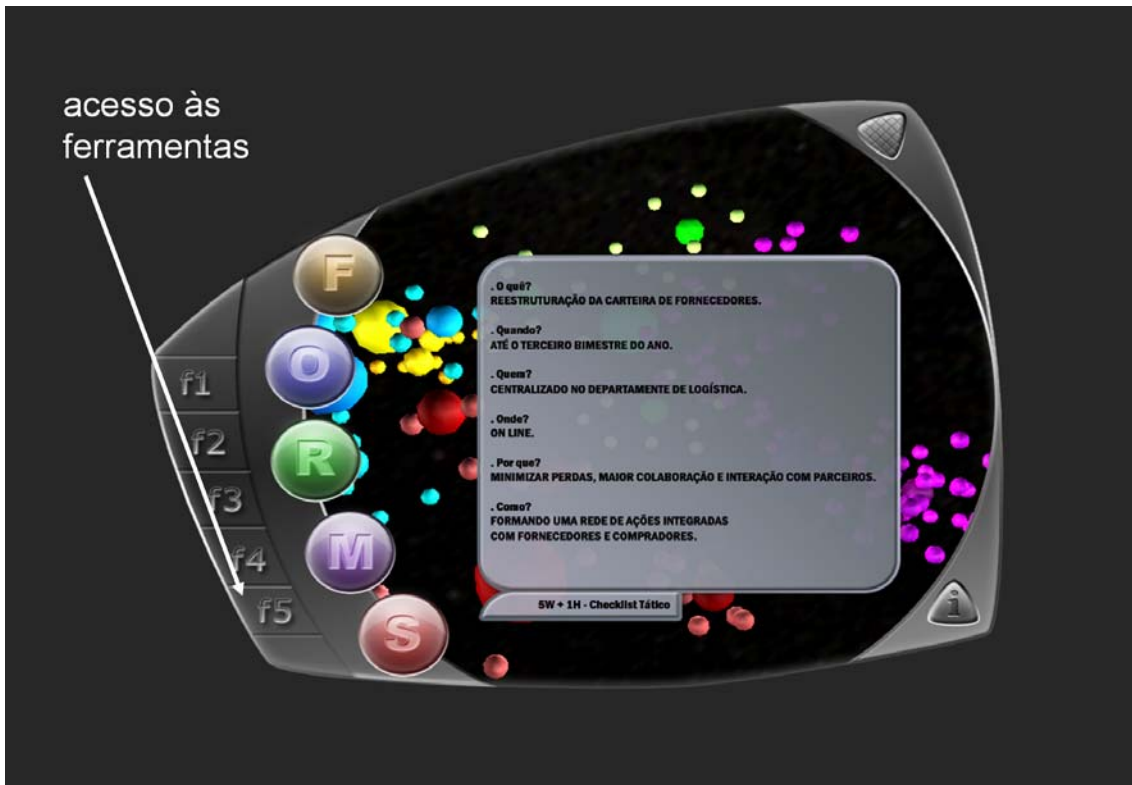 acesso às
ferramentas
F
O
R
M
S
f1
f2
f3
f4
f5
. O quê?
REESTRUTURAÇÃO DA CARTEIRA DE FORNECEDORES.
. Quando?
ATÉ O TERCEIRO BIMESTRE DO ANO.
. Quem?
CENTRALIZADO NO DEPARTAMENTE DE LOGÍSTICA.
. Onde?
ON LINE.
. Por que?
MINIMIZAR PERDAS, MAIOR COLABORAÇÃO E INTERAÇÃO COM PARCEIROS.
. Como?
FORMANDO UMA REDE DE AÇÕES INTEGRADAS
COM FORNECEDORES E COMPRADORES.
5W + 1H - Checklist Tático
i